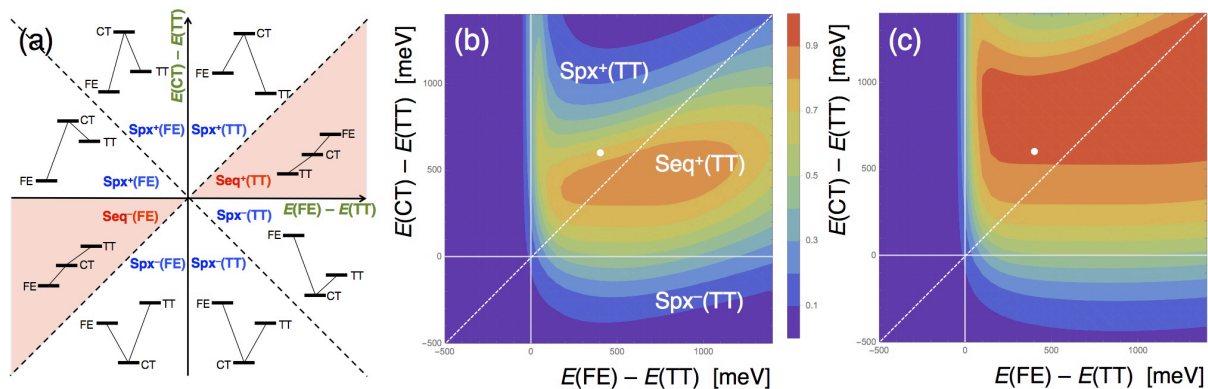 (a)
E(CT) – E(TT)
CT
FE
TT
CT
FE
TT
CT
TT
FE
Spx⁺(FE)
Spx⁺(TT)
FE
CT
TT
Spx⁺(FE)
Seq⁺(TT)
E(FE) – E(TT)
Seq⁻(FE)
Spx⁻(TT)
TT
CT
FE
FE
TT
CT
Spx⁻(FE)
Spx⁻(TT)
FE
TT
CT
FE
TT
CT
(b)
E(CT) – E(TT) [meV]
1000
500
0
−500
Spx⁺(TT)
Seq⁺(TT)
Spx⁻(TT)
−500
0
500
1000
E(FE) – E(TT) [meV]
0.9
0.7
0.5
0.3
0.1
(c)
E(CT) – E(TT) [meV]
1000
500
0
−500
−500
0
500
1000
E(FE) – E(TT) [meV]